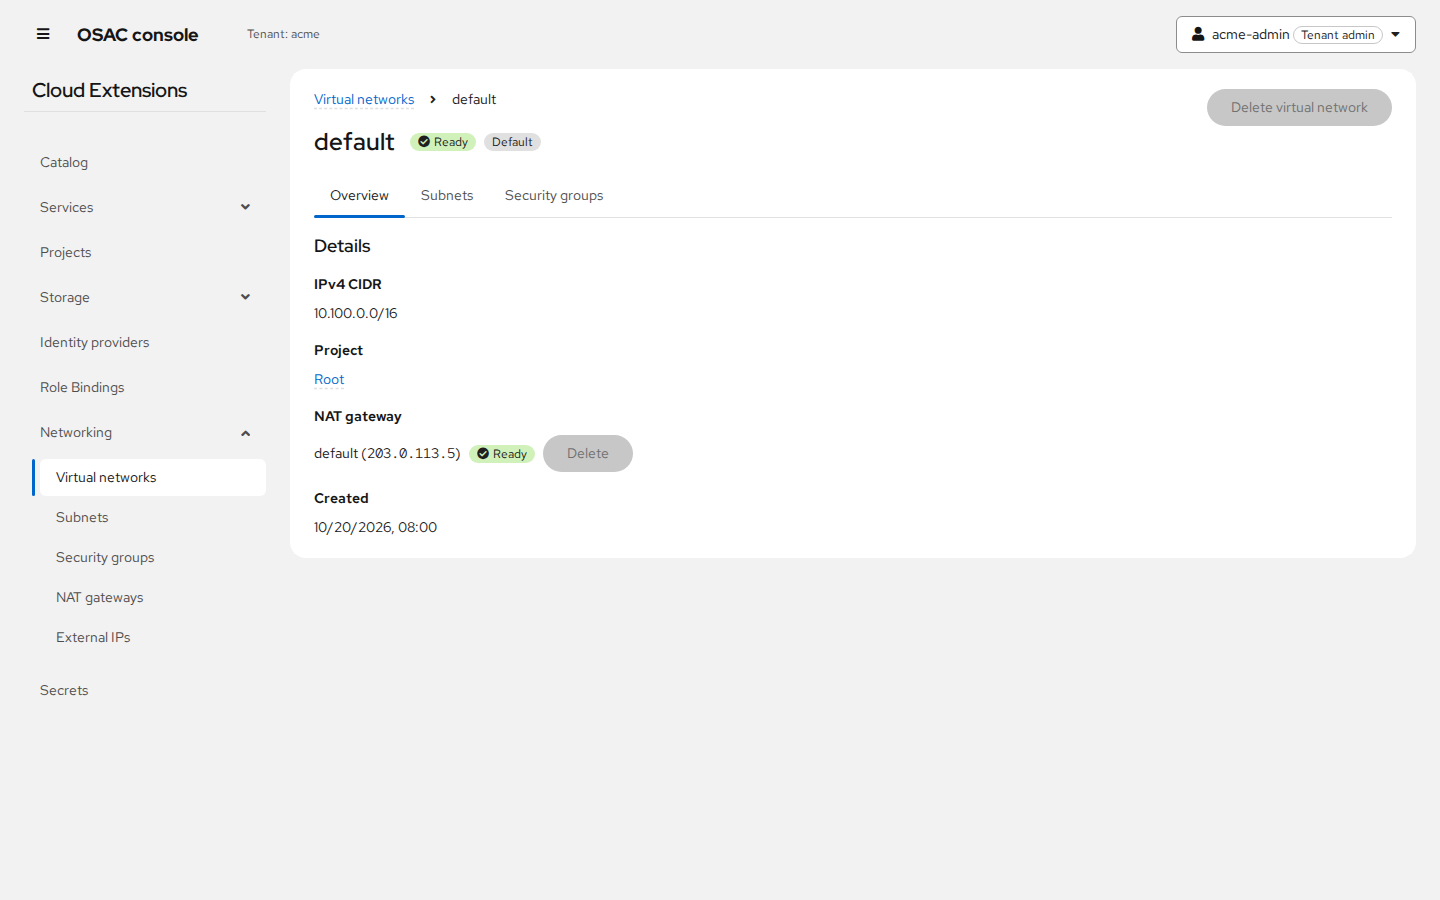 OSAC console
Tenant: acme
acme-admin Tenant admin
Cloud Extensions
Catalog
Services
Projects
Storage
Identity providers
Role Bindings
Networking
Virtual networks
Subnets
Security groups
NAT gateways
External IPs
Secrets
Virtual networks > default
Delete virtual network
default Ready Default
Overview Subnets Security groups
Details
IPv4 CIDR
10.100.0.0/16
Project
Root
NAT gateway
default (203.0.113.5) Ready Delete
Created
10/20/2026, 08:00